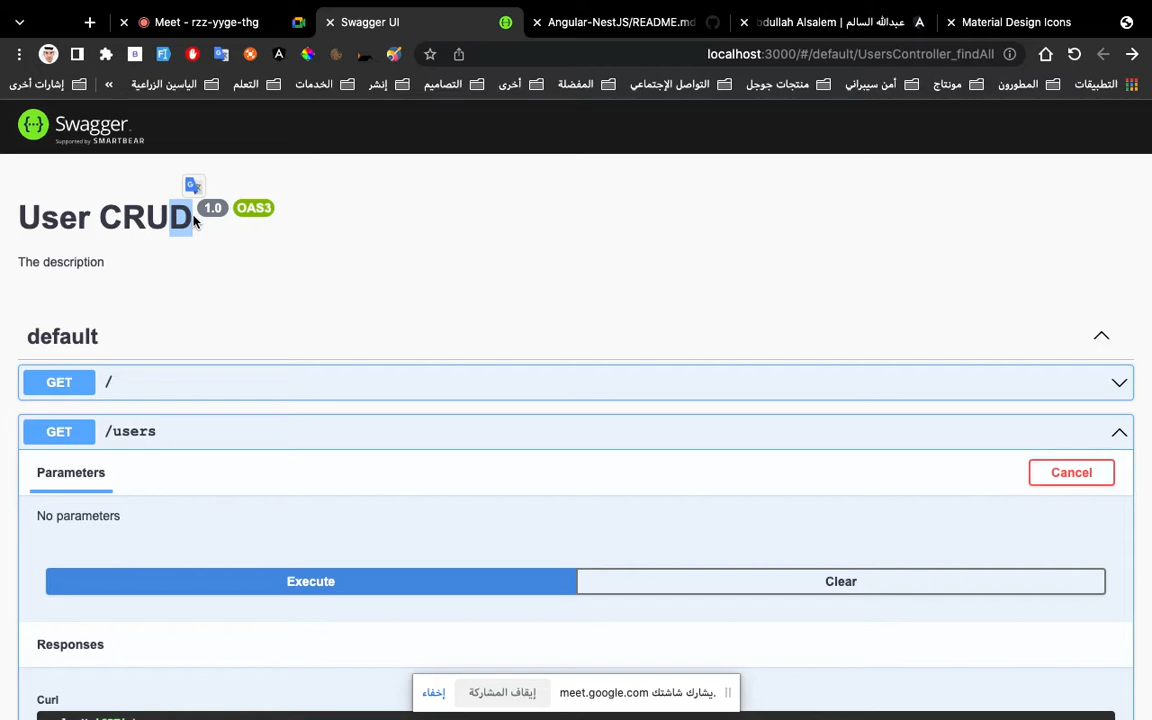 Meet - rzz-yyge-thg
Swagger UI
Angular-NestJS/README.md
عبدالله السالم | bdullah Alsalem
Material Design Icons
localhost:3000/#/default/UsersController_findAll
التطبيقات
المطورون
مونتاج
أمن سيبراني
منتجات جوجل
التواصل الإجتماعي
المفضلة
أخرى
التصاميم
إنشر
الخدمات
التعلم
الياسين الزراعية
»
إشارات أخرى
Swagger.
Supported by SMARTBEAR
User CRUD 1.0 OAS3
The description
default
GET /
GET /users
Parameters
Cancel
No parameters
Execute
Clear
Responses
Curl
يشارك شاشتك meet.google.com.
إيقاف المشاركة
إخفاء